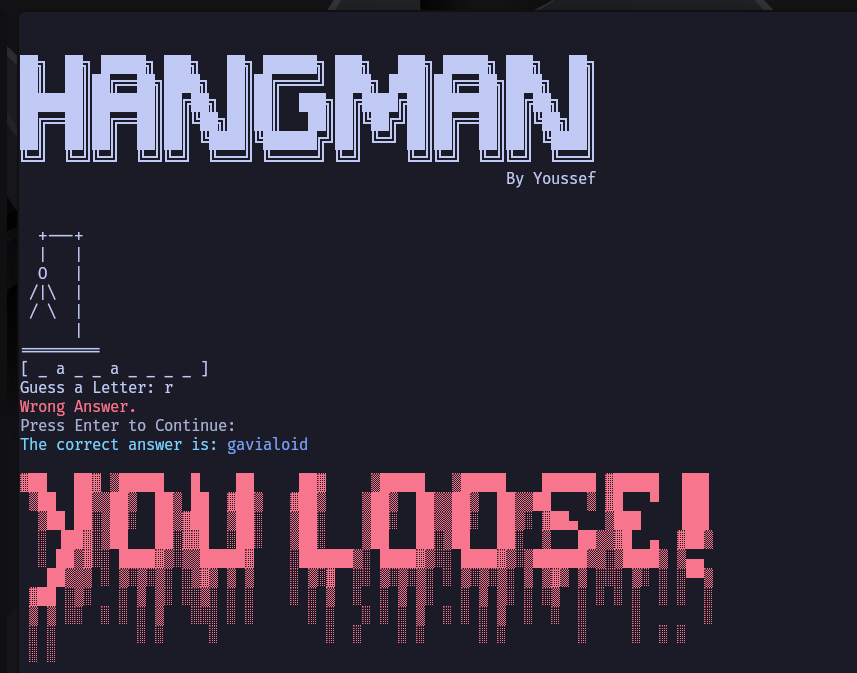 HANGMAN
By Youssef
+---+
|   |
O   |
/|\  |
/ \  |
|
=========
[ _ a _ _ a _ _ _ _ ]
Guess a Letter: r
Wrong Answer.
Press Enter to Continue:
The correct answer is: gavialoid
YOU LOOSE !